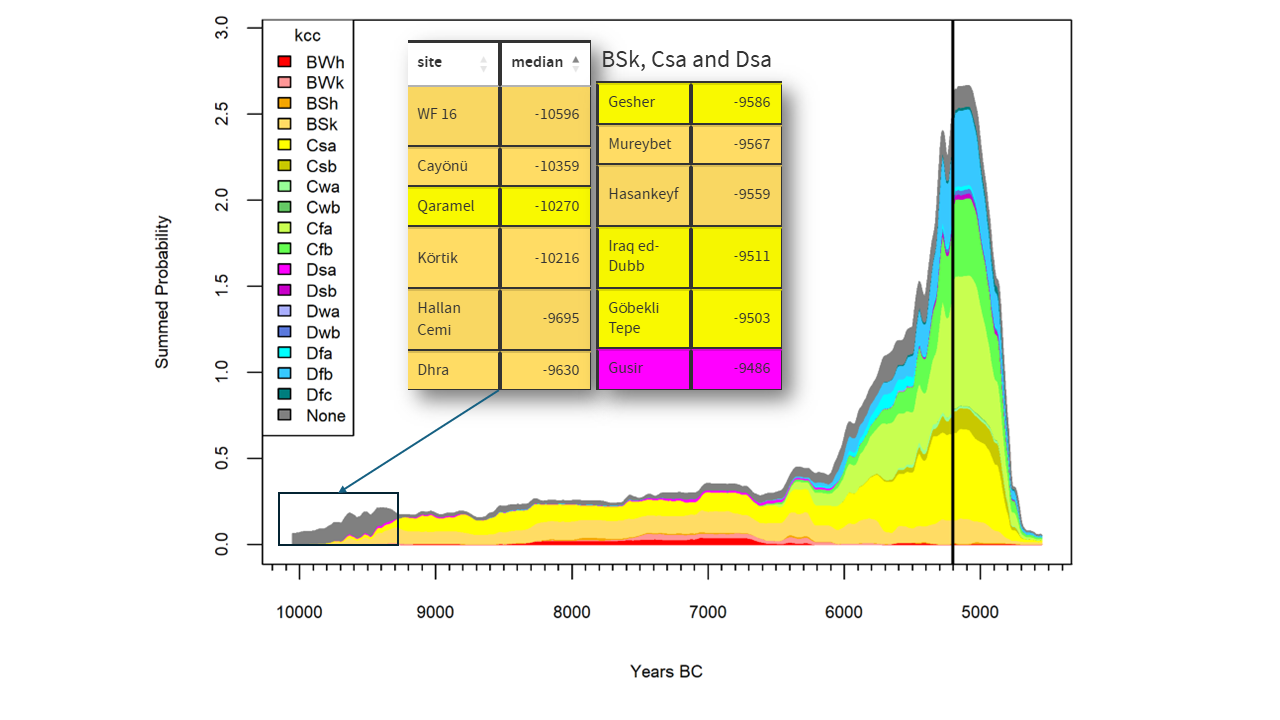 kcc
BWh
BWk
BSh
BSk
Csa
Csb
Cwa
Cwb
Cfa
Cfb
Dsa
Dsb
Dwa
Dwb
Dfa
Dfb
Dfc
None
site median
WF 16 -10596
Cayönü -10359
Qaramel -10270
Körtik -10216
Hallan
Cemi -9695
Dhra -9630
BSk, Csa and Dsa
Gesher -9586
Mureybet -9567
Hasankeyf -9559
Iraq ed-
Dubb -9511
Göbekli
Tepe -9503
Gusir -9486
Summed Probability
3.0
2.5
2.0
1.5
1.0
0.5
0.0
10000 9000 8000 7000 6000 5000
Years BC